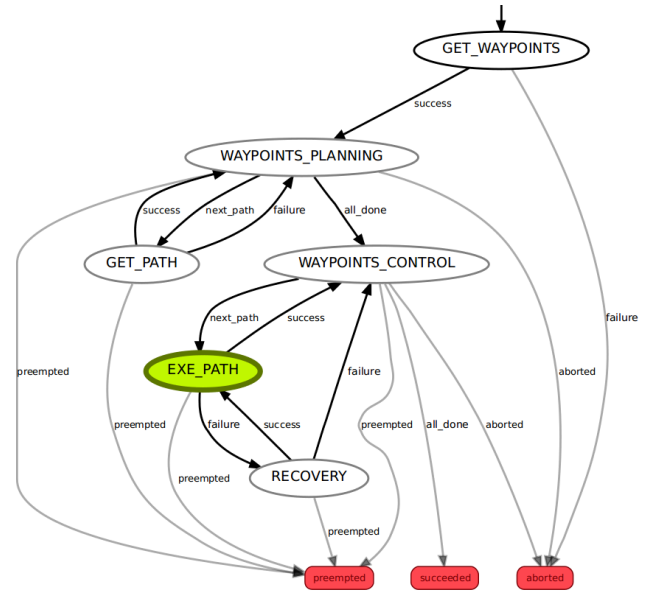 GET_WAYPOINTS
success
WAYPOINTS_PLANNING
success
next_path
failure
all_done
GET_PATH
WAYPOINTS_CONTROL
next_path
success
failure
preempted
EXE_PATH
failure
aborted
preempted
failure
success
preempted
all_done
aborted
RECOVERY
preempted
preempted
preempted
succeeded
aborted